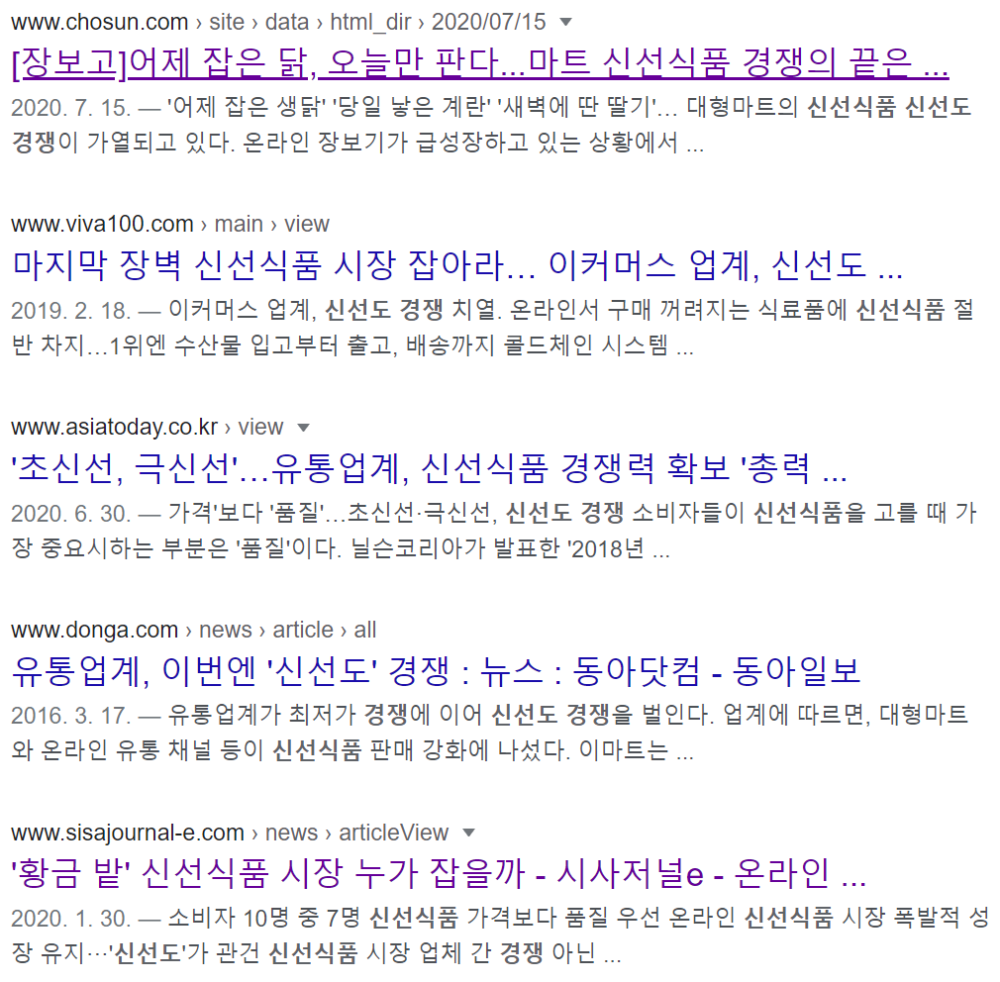 www.chosun.com › site › data › html_dir › 2020/07/15
[장보고]어제 잡은 닭, 오늘만 판다...마트 신선식품 경쟁의 끝은 ...
2020. 7. 15. — '어제 잡은 생닭' '당일 낳은 계란' '새벽에 딴 딸기'… 대형마트의 신선식품 신선도
경쟁이 가열되고 있다. 온라인 장보기가 급성장하고 있는 상황에서 ...
www.viva100.com › main › view
마지막 장벽 신선식품 시장 잡아라… 이커머스 업계, 신선도 ...
2019. 2. 18. — 이커머스 업계, 신선도 경쟁 치열. 온라인서 구매 꺼려지는 식료품에 신선식품 절
반 차지…1위엔 수산물 입고부터 출고, 배송까지 콜드체인 시스템 ...
www.asiatoday.co.kr › view
'초신선, 극신선'…유통업계, 신선식품 경쟁력 확보 '총력 ...
2020. 6. 30. — 가격'보다 '품질'…초신선·극신선, 신선도 경쟁 소비자들이 신선식품을 고를 때 가
장 중요시하는 부분은 '품질'이다. 닐슨코리아가 발표한 '2018년 ...
www.donga.com › news › article › all
유통업계, 이번엔 '신선도' 경쟁 : 뉴스 : 동아닷컴 - 동아일보
2016. 3. 17. — 유통업계가 최저가 경쟁에 이어 신선도 경쟁을 벌인다. 업계에 따르면, 대형마트
와 온라인 유통 채널 등이 신선식품 판매 강화에 나섰다. 이마트는 ...
www.sisajournal-e.com › news › articleView
'황금 밭' 신선식품 시장 누가 잡을까 - 시사저널e - 온라인 ...
2020. 1. 30. — 소비자 10명 중 7명 신선식품 가격보다 품질 우선 온라인 신선식품 시장 폭발적 성
장 유지…'신선도'가 관건 신선식품 시장 업체 간 경쟁 아닌 ...